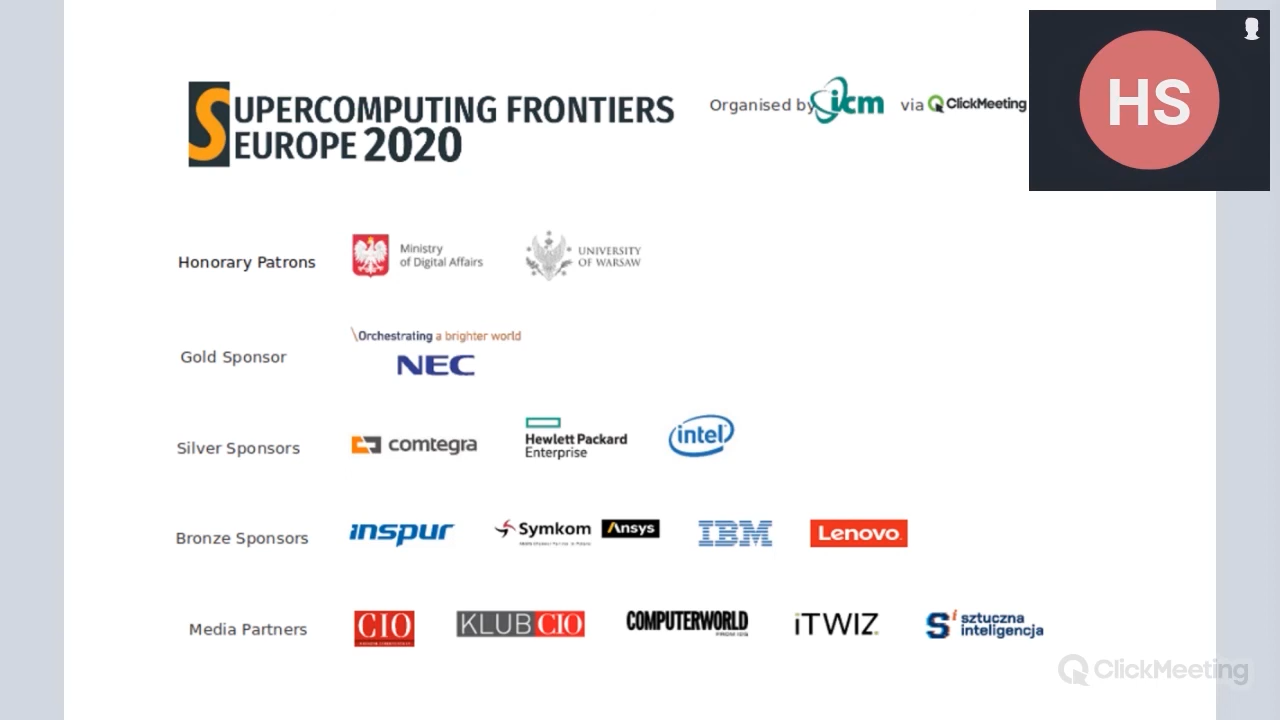 SUPERCOMPUTING FRONTIERS
EUROPE 2020
Organised by icm via ClickMeeting
HS
Honorary Patrons
Ministry
of Digital Affairs
UNIVERSITY
OF WARSAW
\Orchestrating a brighter world
Gold Sponsor
NEC
Silver Sponsors
comtegra
Hewlett Packard
Enterprise
intel
Bronze Sponsors
inspur
Symkom
Ansys
IBM
Lenovo
Media Partners
CIO
KLUB CIO
COMPUTERWORLD
iTWIZ
sztuczna
inteligencja
ClickMeeting